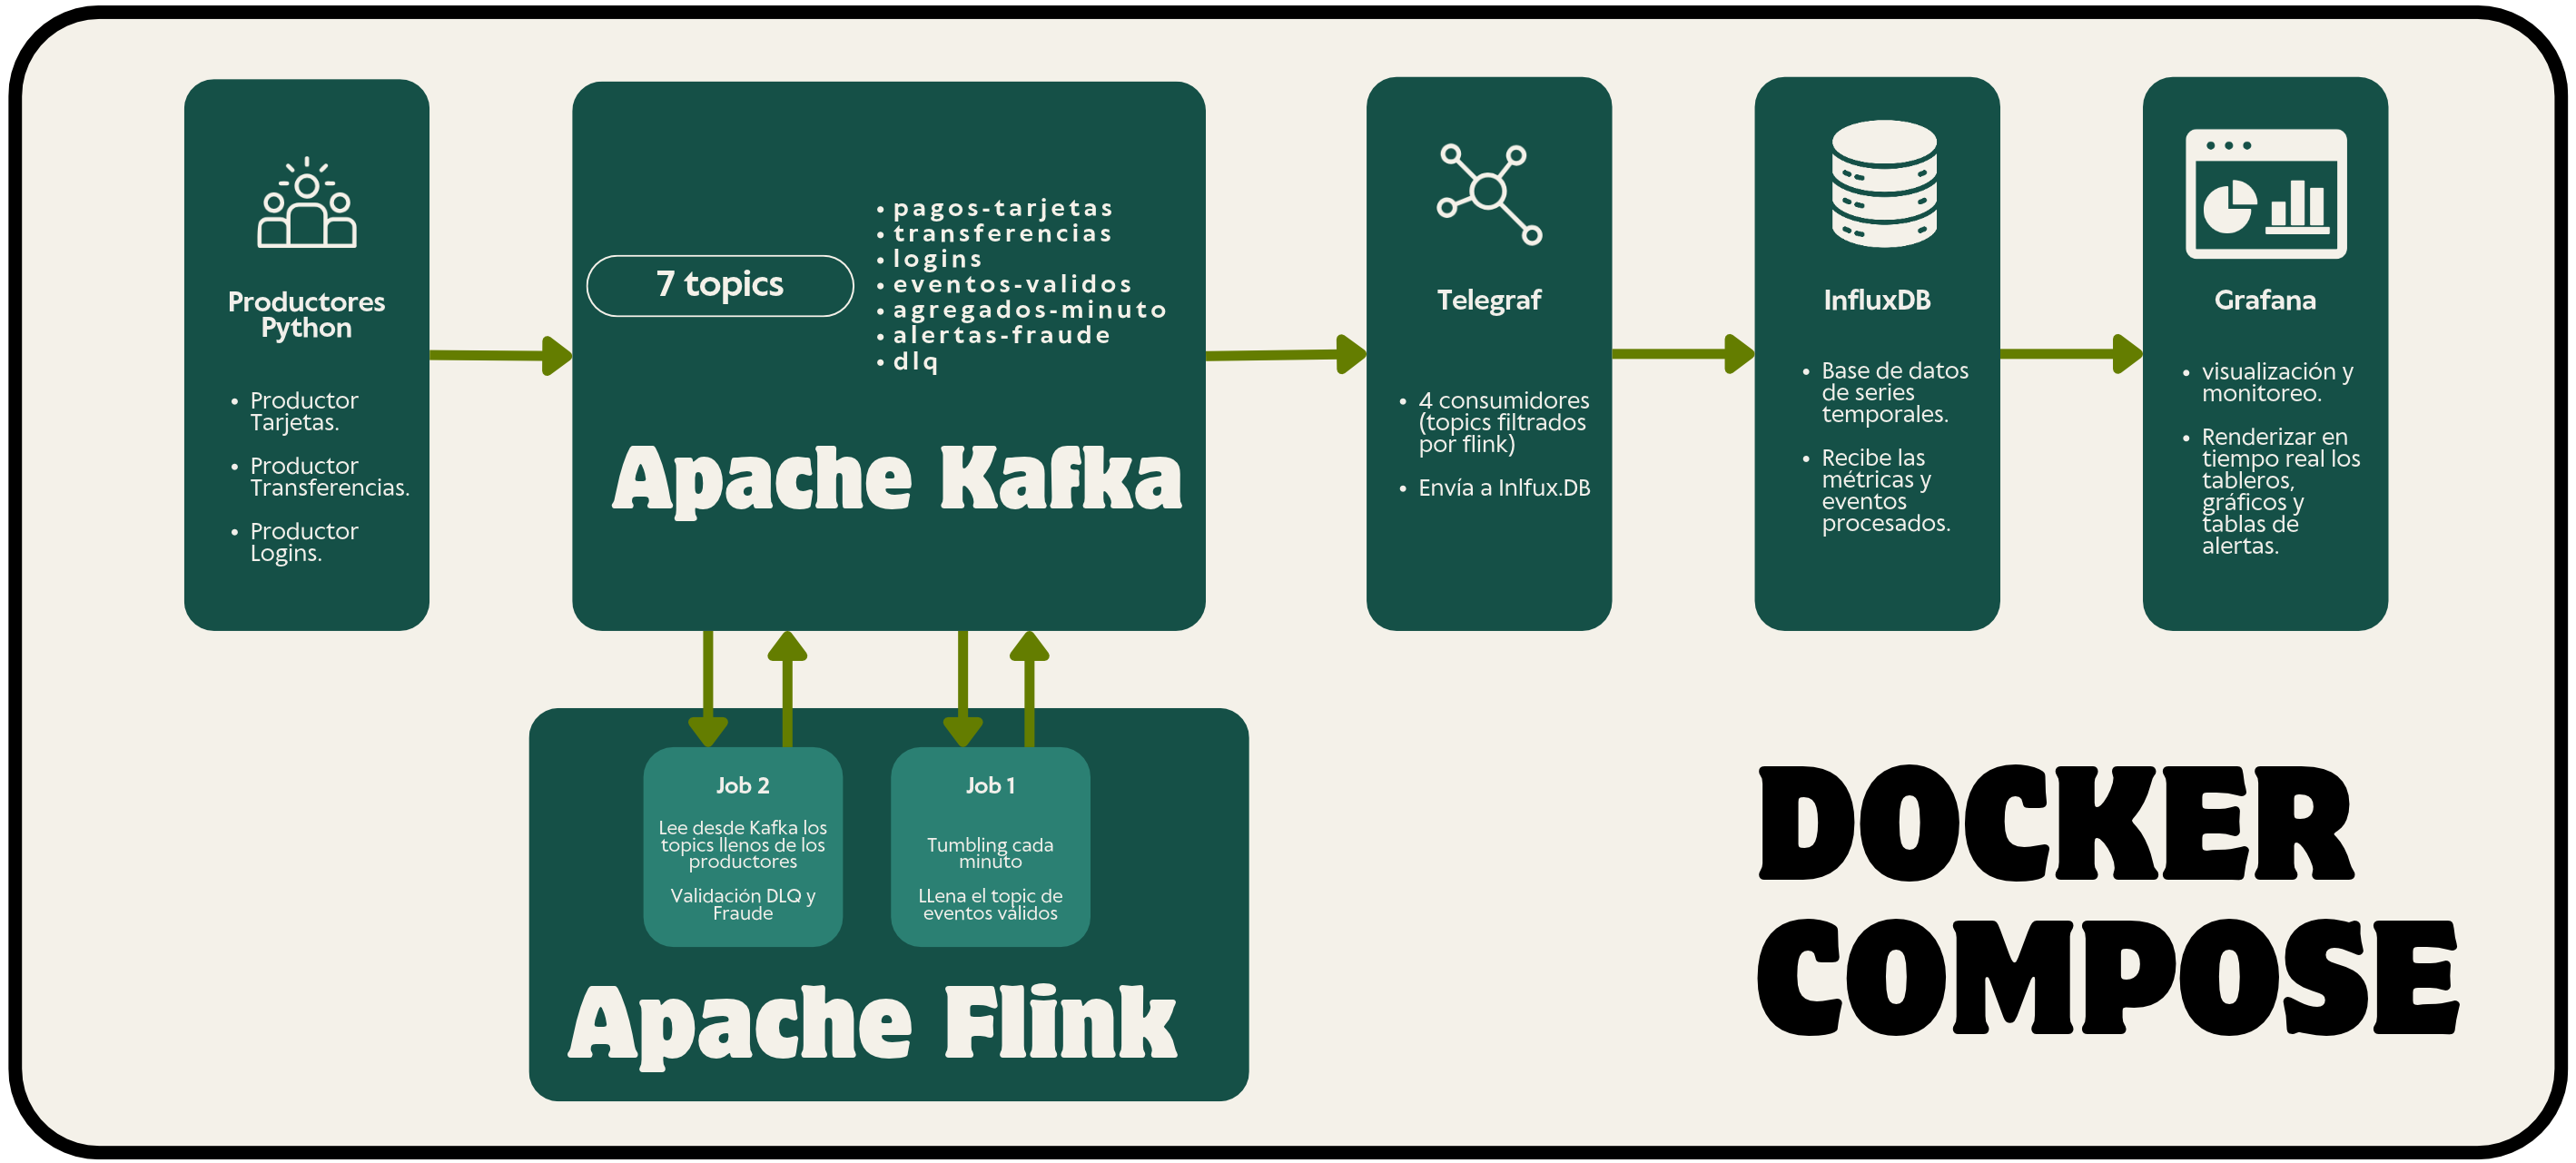 Productores
Python
• Productor
Tarjetas.
• Productor
Transferencias.
• Productor
Logins.
7 topics
• pagos-tarjetas
• transferencias
• logins
• eventos-validos
• agregados-minuto
• alertas-fraude
• dlq
Apache Kafka
Telegraf
• 4 consumidores
(topics filtrados
por flink)
• Envía a Inlfux.DB
InfluxDB
• Base de datos
de series
temporales.
• Recibe las
métricas y
eventos
procesados.
Grafana
• visualización y
monitoreo.
• Renderizar en
tiempo real los
tableros,
gráficos y
tablas de
alertas.
Job 2
Lee desde Kafka los
topics llenos de los
productores
Validación DLQ y
Fraude
Job 1
Tumbling cada
minuto
LLena el topic de
eventos validos
Apache Flink
DOCKER
COMPOSE